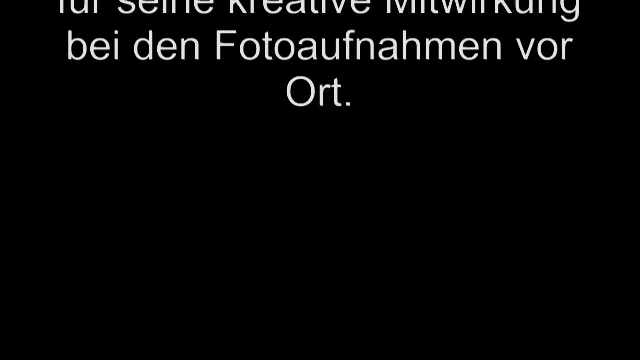 für seine kreative Mitwirkung
bei den Fotoaufnahmen vor
Ort.